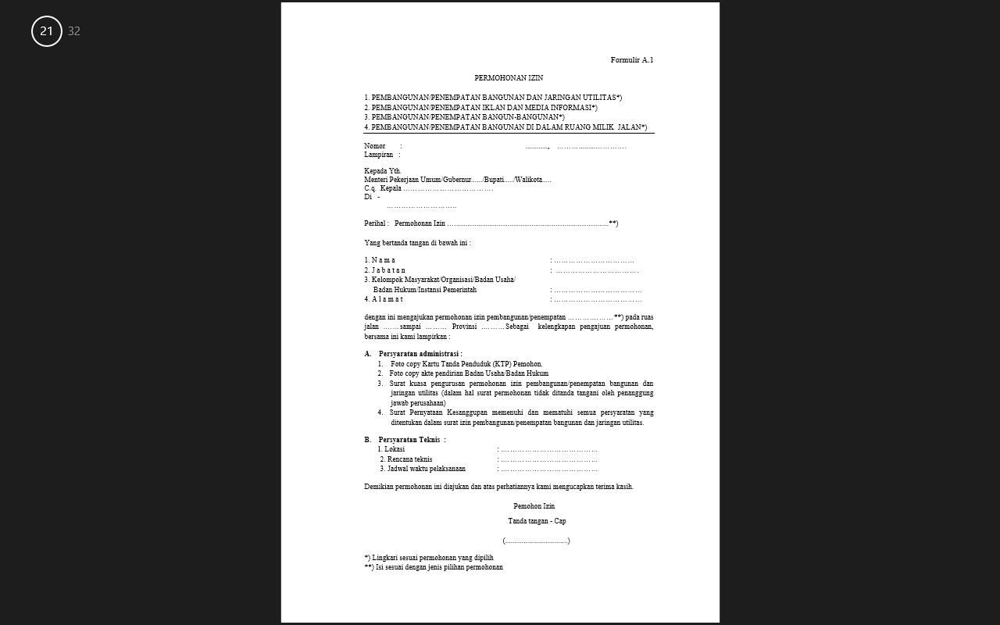 21 32
Formulir A.1
PERMOHONAN IZIN
1. PEMBANGUNAN/PENEMPATAN BANGUNAN DAN JARINGAN UTILITAS*)
2. PEMBANGUNAN/PENEMPATAN IKLAN DAN MEDIA INFORMASI*)
3. PEMBANGUNAN/PENEMPATAN BANGUN-BANGUNAN*)
4. PEMBANGUNAN/PENEMPATAN BANGUNAN DI DALAM RUANG MILIK JALAN*)
Nomor : ............, ………........………….
Lampiran :
Kepada Yth.
Menteri Pekerjaan Umum/Gubernur....../Bupati...../Walikota.....
C.q. Kepala ……………………………….
Di -
………………………..
Perihal : Permohonan Izin ….....................................................................................**)
Yang bertanda tangan di bawah ini :
1. N a m a : ……………………………
2. J a b a t a n : …………………………….
3. Kelompok Masyarakat/Organisasi/Badan Usaha/
Badan Hukum/Instansi Pemerintah : ………………………………
4. A l a m a t : ………………………………
dengan ini mengajukan permohonan izin pembangunan/penempatan ………………**) pada ruas
jalan …….sampai ……… Provinsi ………Sebagai kelengkapan pengajuan permohonan,
bersama ini kami lampirkan :
A. Persyaratan administrasi :
1. Foto copy Kartu Tanda Penduduk (KTP) Pemohon.
2. Foto copy akte pendirian Badan Usaha/Badan Hukum
3. Surat kuasa pengurusan permohonan izin pembangunan/penempatan bangunan dan
jaringan utilitas (dalam hal surat permohonan tidak ditanda tangani oleh penanggung
jawab perusahaan)
4. Surat Pernyataan Kesanggupan memenuhi dan mematuhi semua persyaratan yang
ditentukan dalam surat izin pembangunan/penempatan bangunan dan jaringan utilitas.
B. Persyaratan Teknis :
1. Lokasi : …………………………………
2. Rencana teknis : …………………………………
3. Jadwal waktu pelaksanaan : …………………………………
Demikian permohonan ini diajukan dan atas perhatiannya kami mengucapkan terima kasih.
Pemohon Izin
Tanda tangan - Cap
(..................................)
*) Lingkari sesuai permohonan yang dipilih
**) Isi sesuai dengan jenis pilihan permohonan